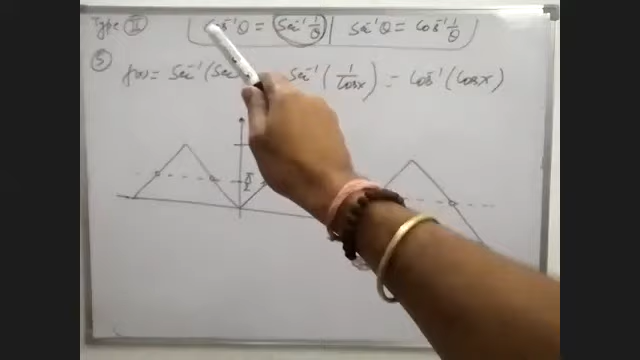 Type II Cos⁻¹θ = Sec⁻¹ 1/θ | Sec⁻¹θ = Cos⁻¹ 1/θ
5 f(x) = Sec⁻¹(Sec Sec⁻¹(1/Cosx) = Cos⁻¹(Cosx)
π/2